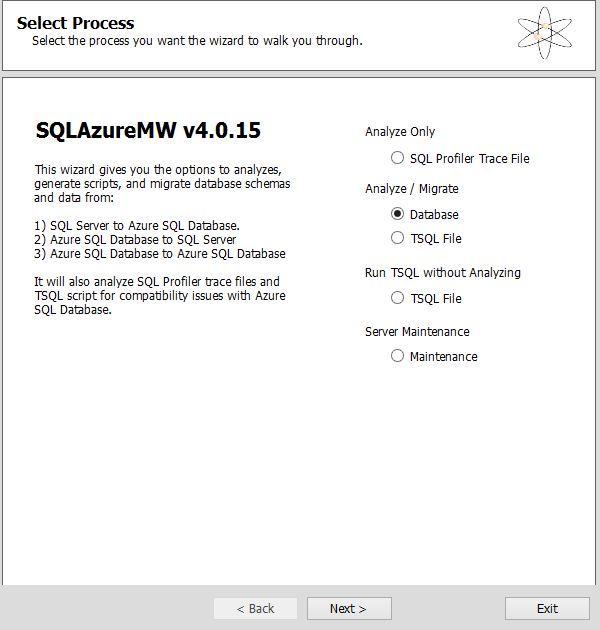 Select Process
Select the process you want the wizard to walk you through.
SQLAzureMW v4.0.15
This wizard gives you the options to analyzes,
generate scripts, and migrate database schemas
and data from:
1) SQL Server to Azure SQL Database.
2) Azure SQL Database to SQL Server
3) Azure SQL Database to Azure SQL Database
It will also analyze SQL Profiler trace files and
TSQL script for compatibility issues with Azure
SQL Database.
Analyze Only
SQL Profiler Trace File
Analyze / Migrate
Database
TSQL File
Run TSQL without Analyzing
TSQL File
Server Maintenance
Maintenance
< Back
Next >
Exit